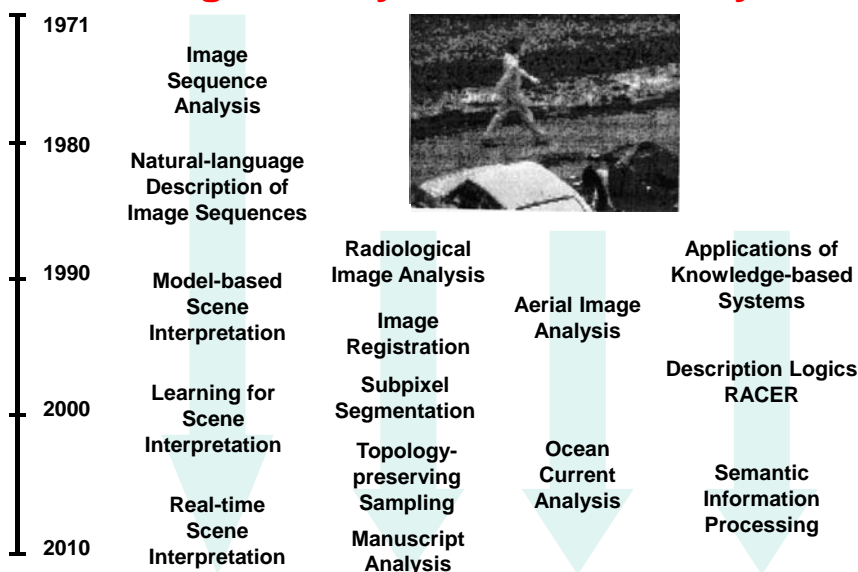 1971
Image
Sequence
Analysis
1980
Natural-language
Description of
Image Sequences
1990
Model-based
Scene
Interpretation
2000
Learning for
Scene
Interpretation
Real-time
Scene
Interpretation
2010
Radiological
Image Analysis
Image
Registration
Subpixel
Segmentation
Topology-
preserving
Sampling
Manuscript
Analysis
Aerial Image
Analysis
Ocean
Current
Analysis
Applications of
Knowledge-based
Systems
Description Logics
RACER
Semantic
Information
Processing